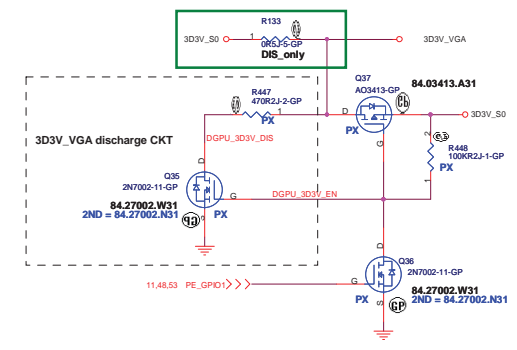 R133
3D3V_S0
1
3D3V_VGA
0R5J-5-GP
DIS_only
Q37
AO3413-GP
84.03413.A31
R447
470R2J-2-GP
1
D
S
3D3V_S0
PX
PX
G
2
R448
100KR2J-1-GP
PX
1
3D3V_VGA discharge CKT
DGPU_3D3V_DIS
Q35
D
2N7002-11-GP
G
DGPU_3D3V_EN
84.27002.W31
2ND = 84.27002.N31
PX
D
Q36
2N7002-11-GP
11,48,53 PE_GPIO1
G
84.27002.W31
PX
S
2ND = 84.27002.N31
GP